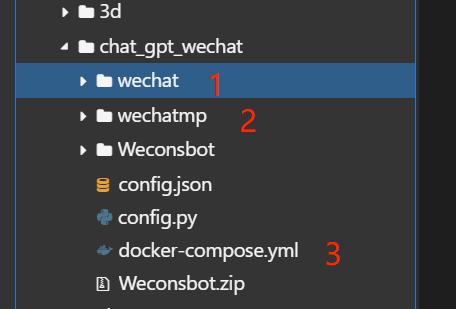 3d
chat_gpt_wechat
wechat 1
wechatmp 2
Weconsbot
config.json
config.py
docker-compose.yml 3
Weconsbot.zip